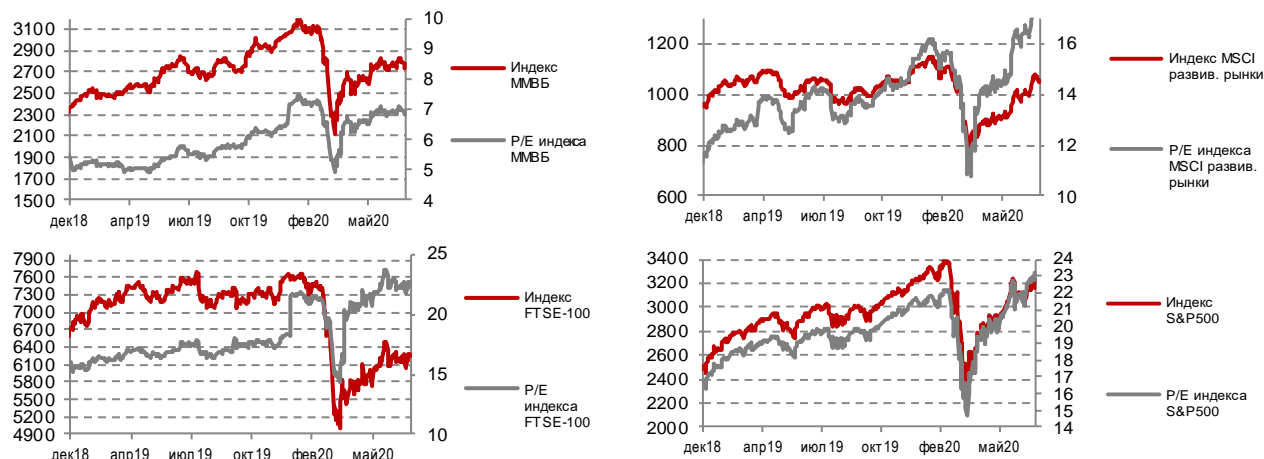 3100
2900
2700
2500
2300
2100
1900
1700
1500
10
9
8
7
6
5
4
дек18 апр19 июл19 окт19 фев20 май20
Индекс
ММВБ
P/E индекса
ММВБ
1200
1000
800
600
16
14
12
10
дек18 апр19 июл19 окт19 фев20 май20
Индекс MSCI
развив. рынки
P/E индекса
MSCI развив.
рынки
7900
7600
7300
7000
6700
6400
6100
5800
5500
5200
4900
25
20
15
10
дек18 апр19 июл19 окт19 фев20 май20
Индекс
FTSE-100
P/E
индекса
FTSE-100
3400
3200
3000
2800
2600
2400
2200
2000
24
23
22
21
20
19
18
17
16
15
14
дек18 апр19 июл19 окт19 фев20 май20
Индекс
S&P500
P/E индекса
S&P500